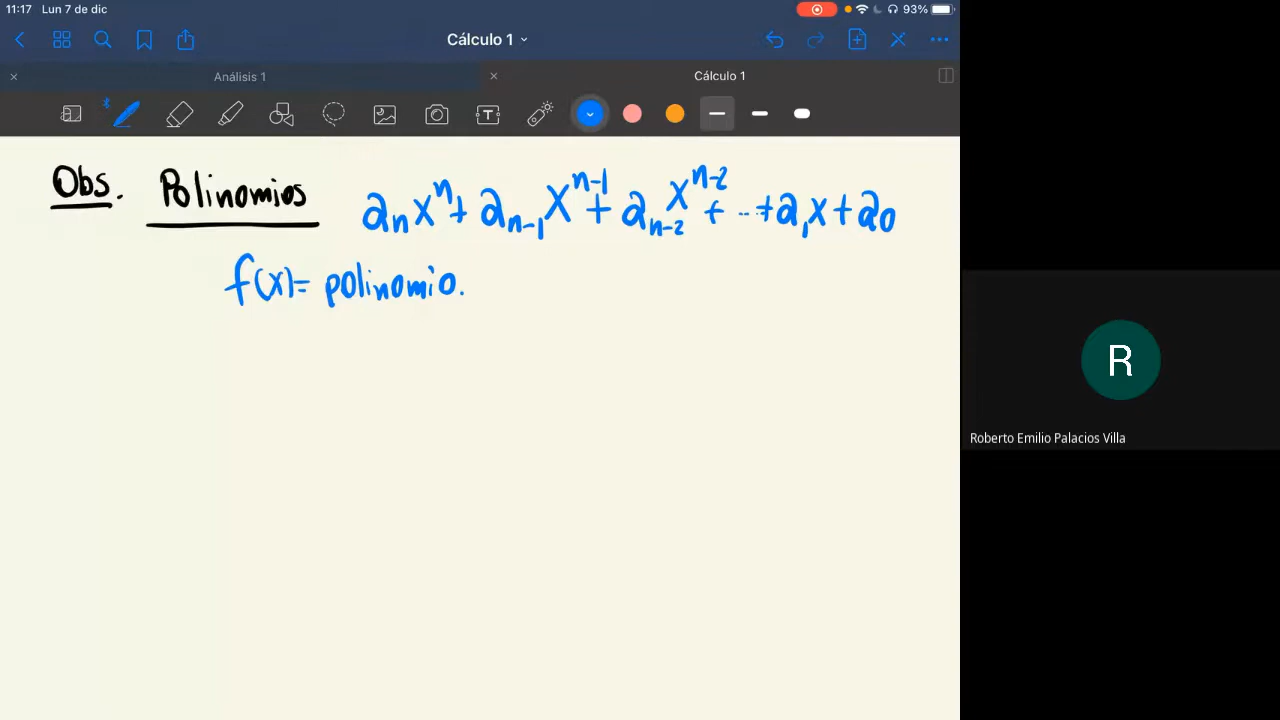 11:17 Lun 7 de dic 93%
Cálculo 1
Análisis 1 Cálculo 1
T
Obs. Polinomios aₙxⁿ + aₙ₋₁xⁿ⁻¹ + aₙ₋₂xⁿ⁻² + ... + a₁x + a₀
f(x) = polinomio.
R
Roberto Emilio Palacios Villa